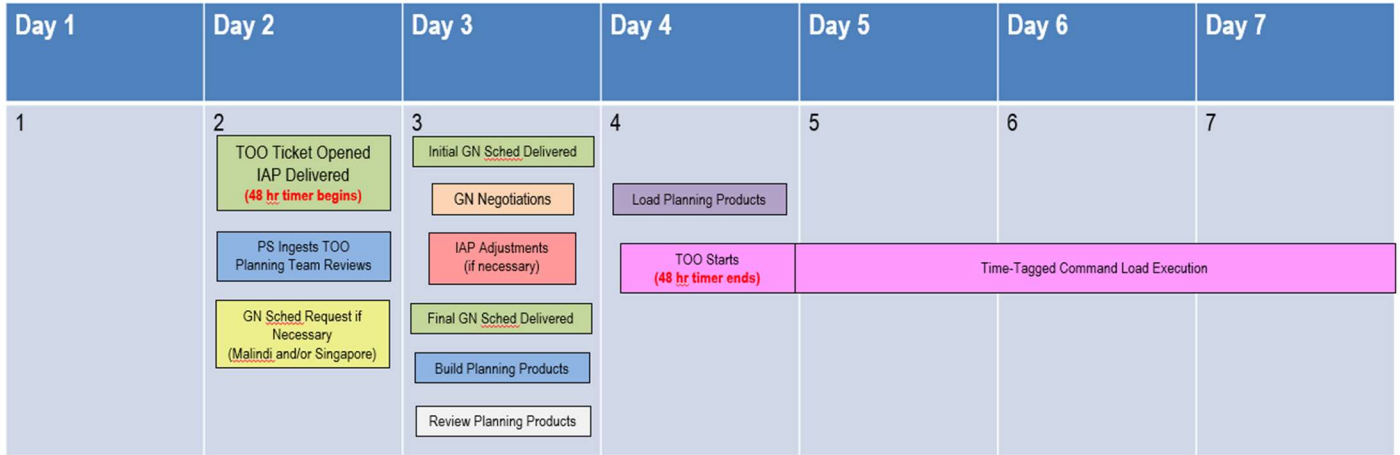 Day 1
Day 2
Day 3
Day 4
Day 5
Day 6
Day 7
1
2
TOO Ticket Opened
IAP Delivered
(48 hr timer begins)
PS Ingests TOO
Planning Team Reviews
GN Sched Request if
Necessary
(Malindi and/or Singapore)
3
Initial GN Sched Delivered
GN Negotiations
IAP Adjustments
(if necessary)
Final GN Sched Delivered
Build Planning Products
Review Planning Products
4
Load Planning Products
TOO Starts
(48 hr timer ends)
5
6
7
Time-Tagged Command Load Execution